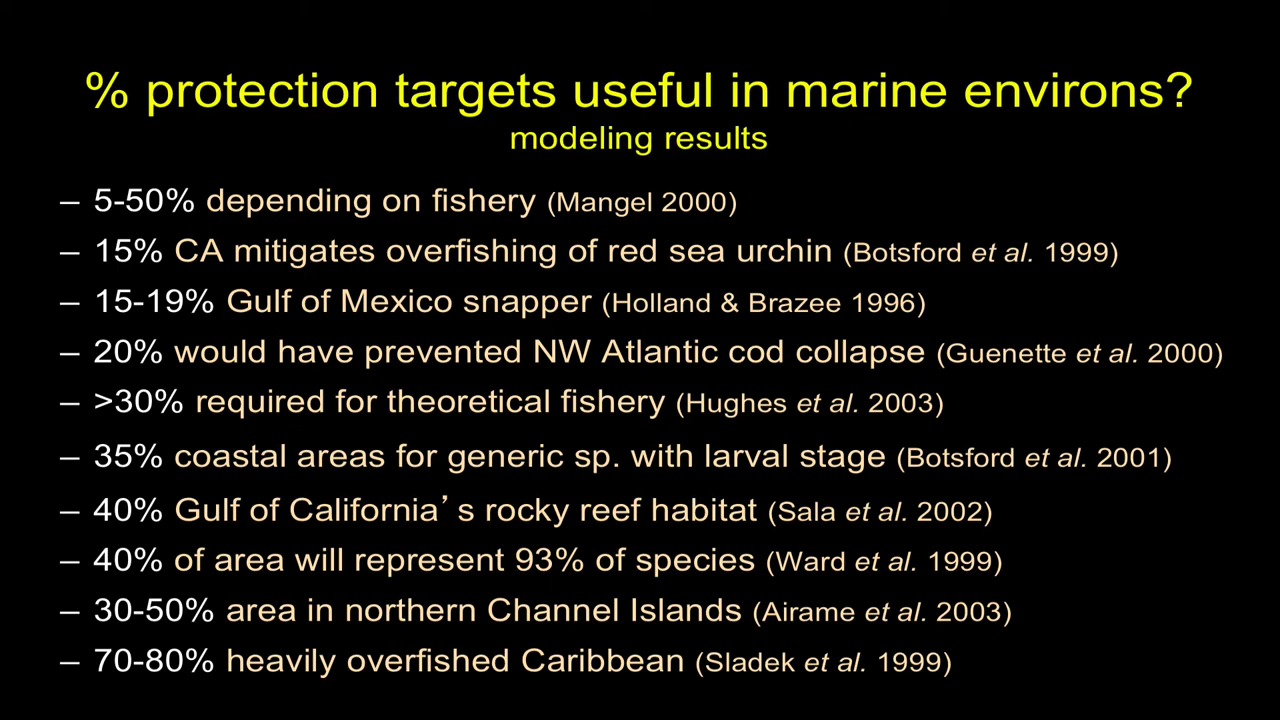 % protection targets useful in marine environs?
modeling results
– 5-50% depending on fishery (Mangel 2000)
– 15% CA mitigates overfishing of red sea urchin (Botsford et al. 1999)
– 15-19% Gulf of Mexico snapper (Holland & Brazee 1996)
– 20% would have prevented NW Atlantic cod collapse (Guenette et al. 2000)
– >30% required for theoretical fishery (Hughes et al. 2003)
– 35% coastal areas for generic sp. with larval stage (Botsford et al. 2001)
– 40% Gulf of California’s rocky reef habitat (Sala et al. 2002)
– 40% of area will represent 93% of species (Ward et al. 1999)
– 30-50% area in northern Channel Islands (Airame et al. 2003)
– 70-80% heavily overfished Caribbean (Sladek et al. 1999)